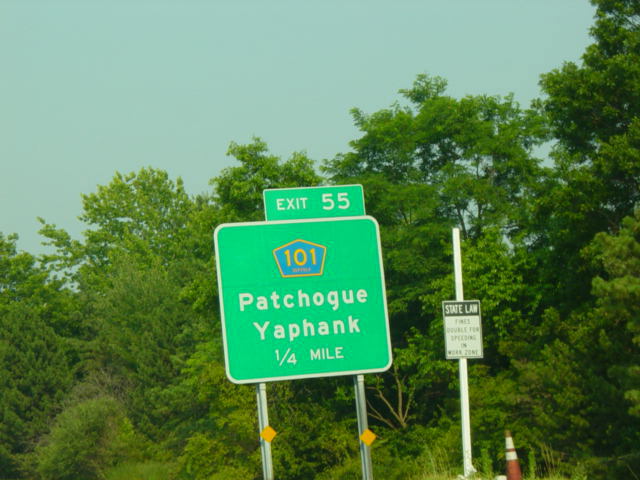 EXIT 55
101
SUFFOLK
Patchogue
Yaphank
1/4 MILE
STATE LAW
FINES
DOUBLE FOR
SPEEDING
IN
WORK ZONE